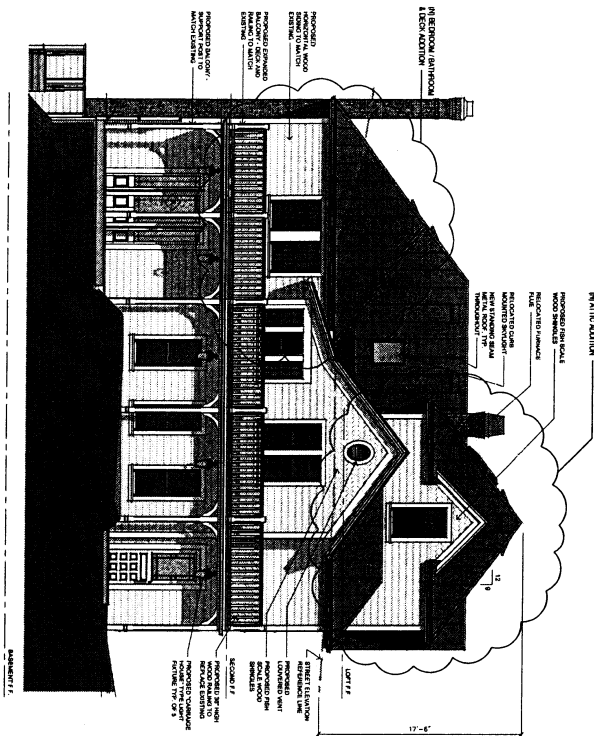 (N) BEDROOM / BATHROOM
& DECK ADDITION
PROPOSED
HORIZONTAL WOOD
SIDING TO MATCH
EXISTING
PROPOSED EXPANDED
BALCONY - DECK AND
RAILING TO MATCH
EXISTING
PROPOSED BALCONY
SUPPORT POST TO
MATCH EXISTING
(N) ATTIC ADDITION
PROPOSED FISH SCALE
WOOD SHINGLES
RELOCATED FURNACE
FLUE
RELOCATED CURB
MOUNTED SKYLIGHT
NEW STANDING SEAM
METAL ROOF, TYP.
THROUGHOUT
12
9
17'-6"
LOFT F.F.
STREET ELEVATION
REFERENCE LINE
PROPOSED
LOUVERED VENT
PROPOSED FISH
SCALE WOOD
SHINGLES
SECOND F.F.
PROPOSED 36" HIGH
WOOD RAILING TO
REPLACE EXISTING
PROPOSED "CARRIAGE
HOUSE" TYPE LIGHT
FIXTURE TYP. OF 5
BASEMENT F.F.